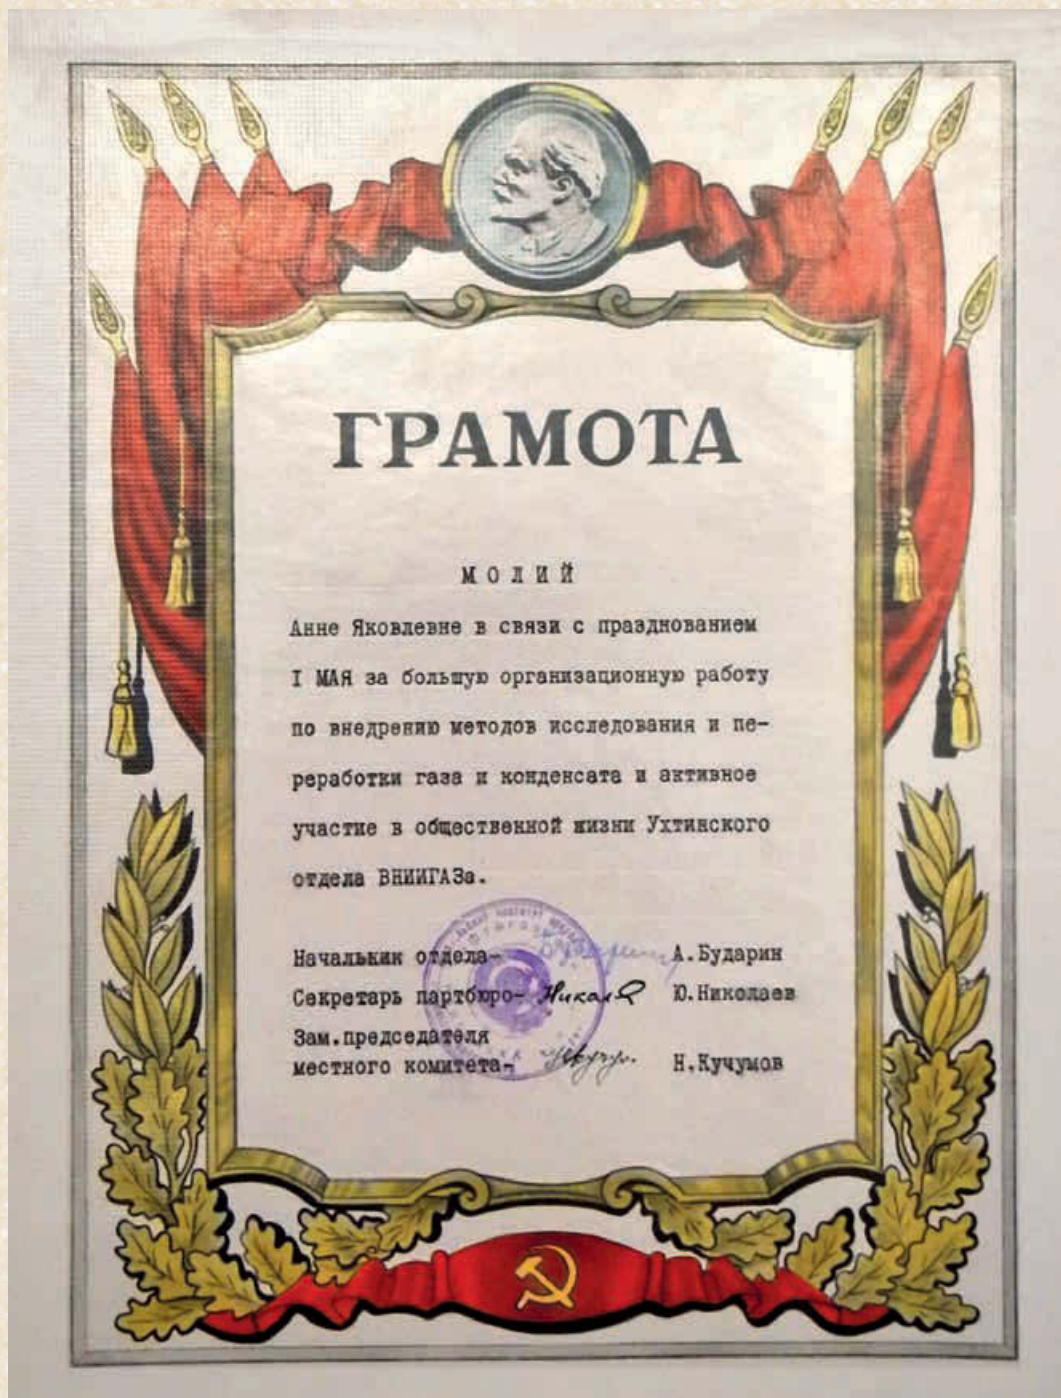 ГРАМОТА
МОЛИЙ
Анне Яковлевне в связи с празднованием
I МАЯ за большую организационную работу
по внедрению методов исследования и пе-
реработки газа и конденсата и активное
участие в общественной жизни Ухтинского
отдела ВНИИГАЗа.
Начальник отдела- А.Бударин
Секретарь партбюро- Никол Ю.Николаев
Зам.председателя
местного комитета- Н.Кучумов